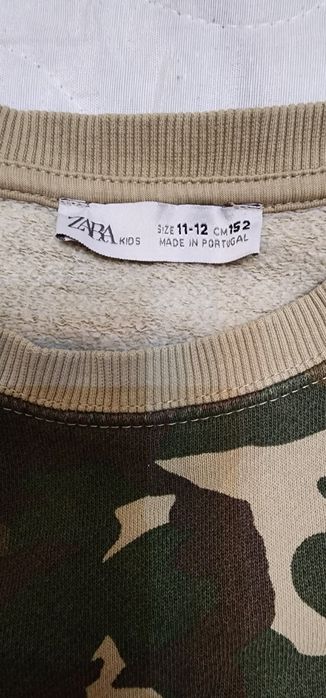 ZARA KIDS SIZE 11-12 CM 152
MADE IN PORTUGAL